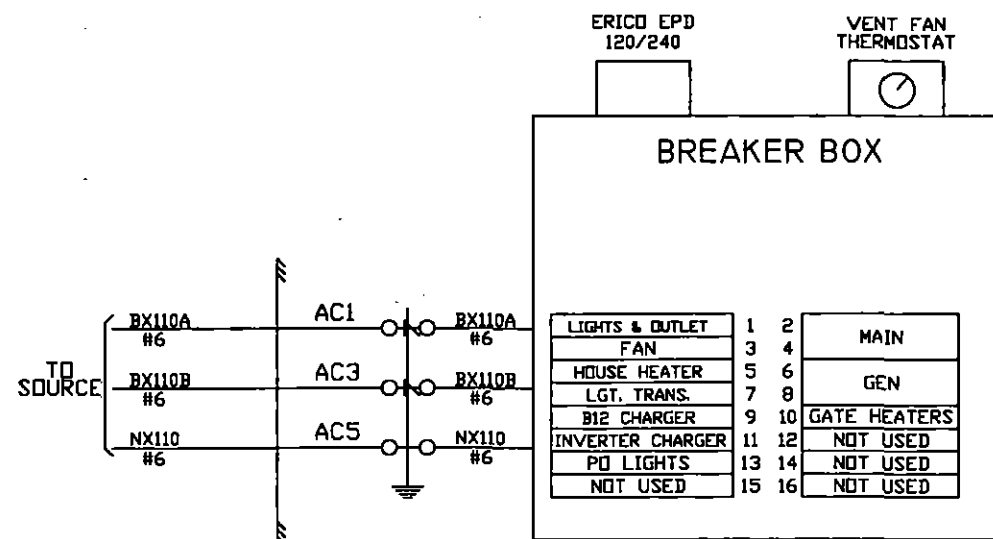 ERICO EPD
120/240
VENT FAN
THERMOSTAT
BREAKER BOX
TO
SOURCE
BX110A
#6
AC1
BX110A
#6
BX110B
#6
AC3
BX110B
#6
NX110
#6
AC5
NX110
#6
LIGHTS & OUTLET 1 2 MAIN
FAN 3 4
HOUSE HEATER 5 6 GEN
LGT. TRANS. 7 8
B12 CHARGER 9 10 GATE HEATERS
INVERTER CHARGER 11 12 NOT USED
PO LIGHTS 13 14 NOT USED
NOT USED 15 16 NOT USED